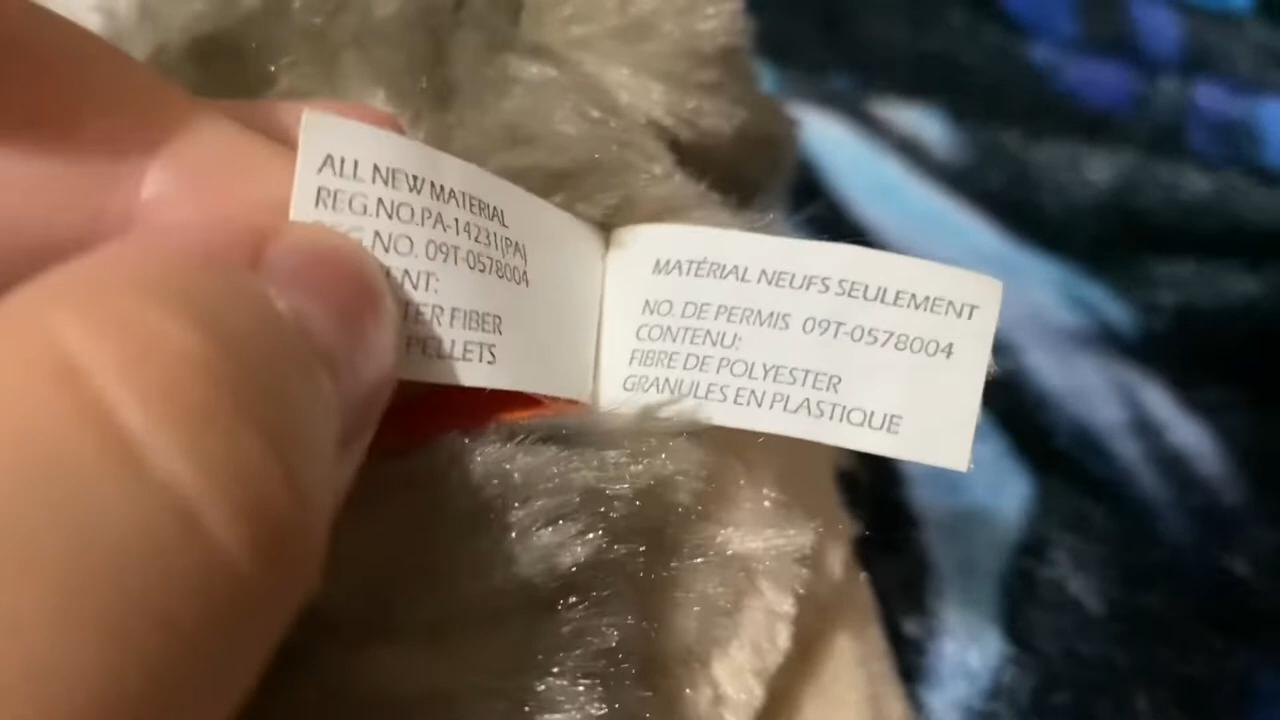 ALL NEW MATERIAL
REG.NO.PA-14231(PA)
NO. 09T-0578004
FIBER
PELLETS
MATÉRIAL NEUFS SEULEMENT
NO. DE PERMIS 09T-0578004
CONTENU:
FIBRE DE POLYESTER
GRANULES EN PLASTIQUE